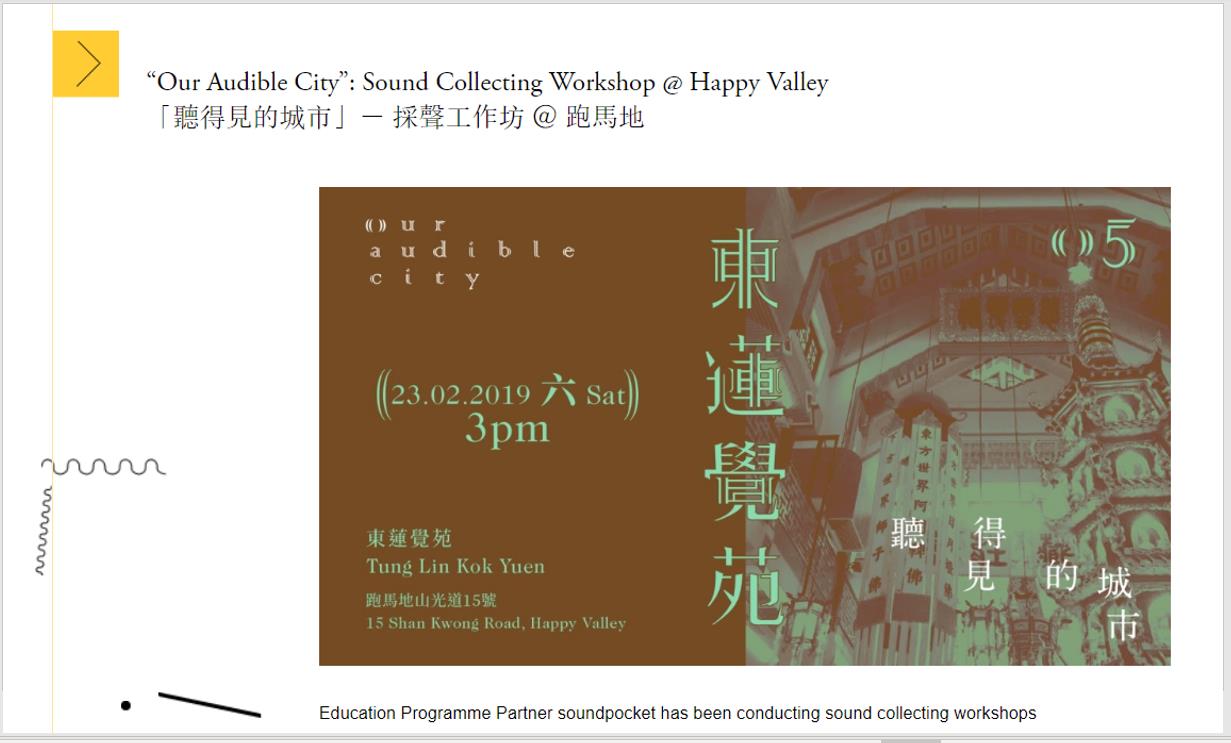 “Our Audible City”: Sound Collecting Workshop @ Happy Valley
「聽得見的城市」－ 採聲工作坊 @ 跑馬地
our
audible
city
05
東蓮覺苑
((23.02.2019 六 Sat))
3pm
東蓮覺苑
Tung Lin Kok Yuen
跑馬地山光道15號
15 Shan Kwong Road, Happy Valley
聽得
見的城
市
Education Programme Partner soundpocket has been conducting sound collecting workshops